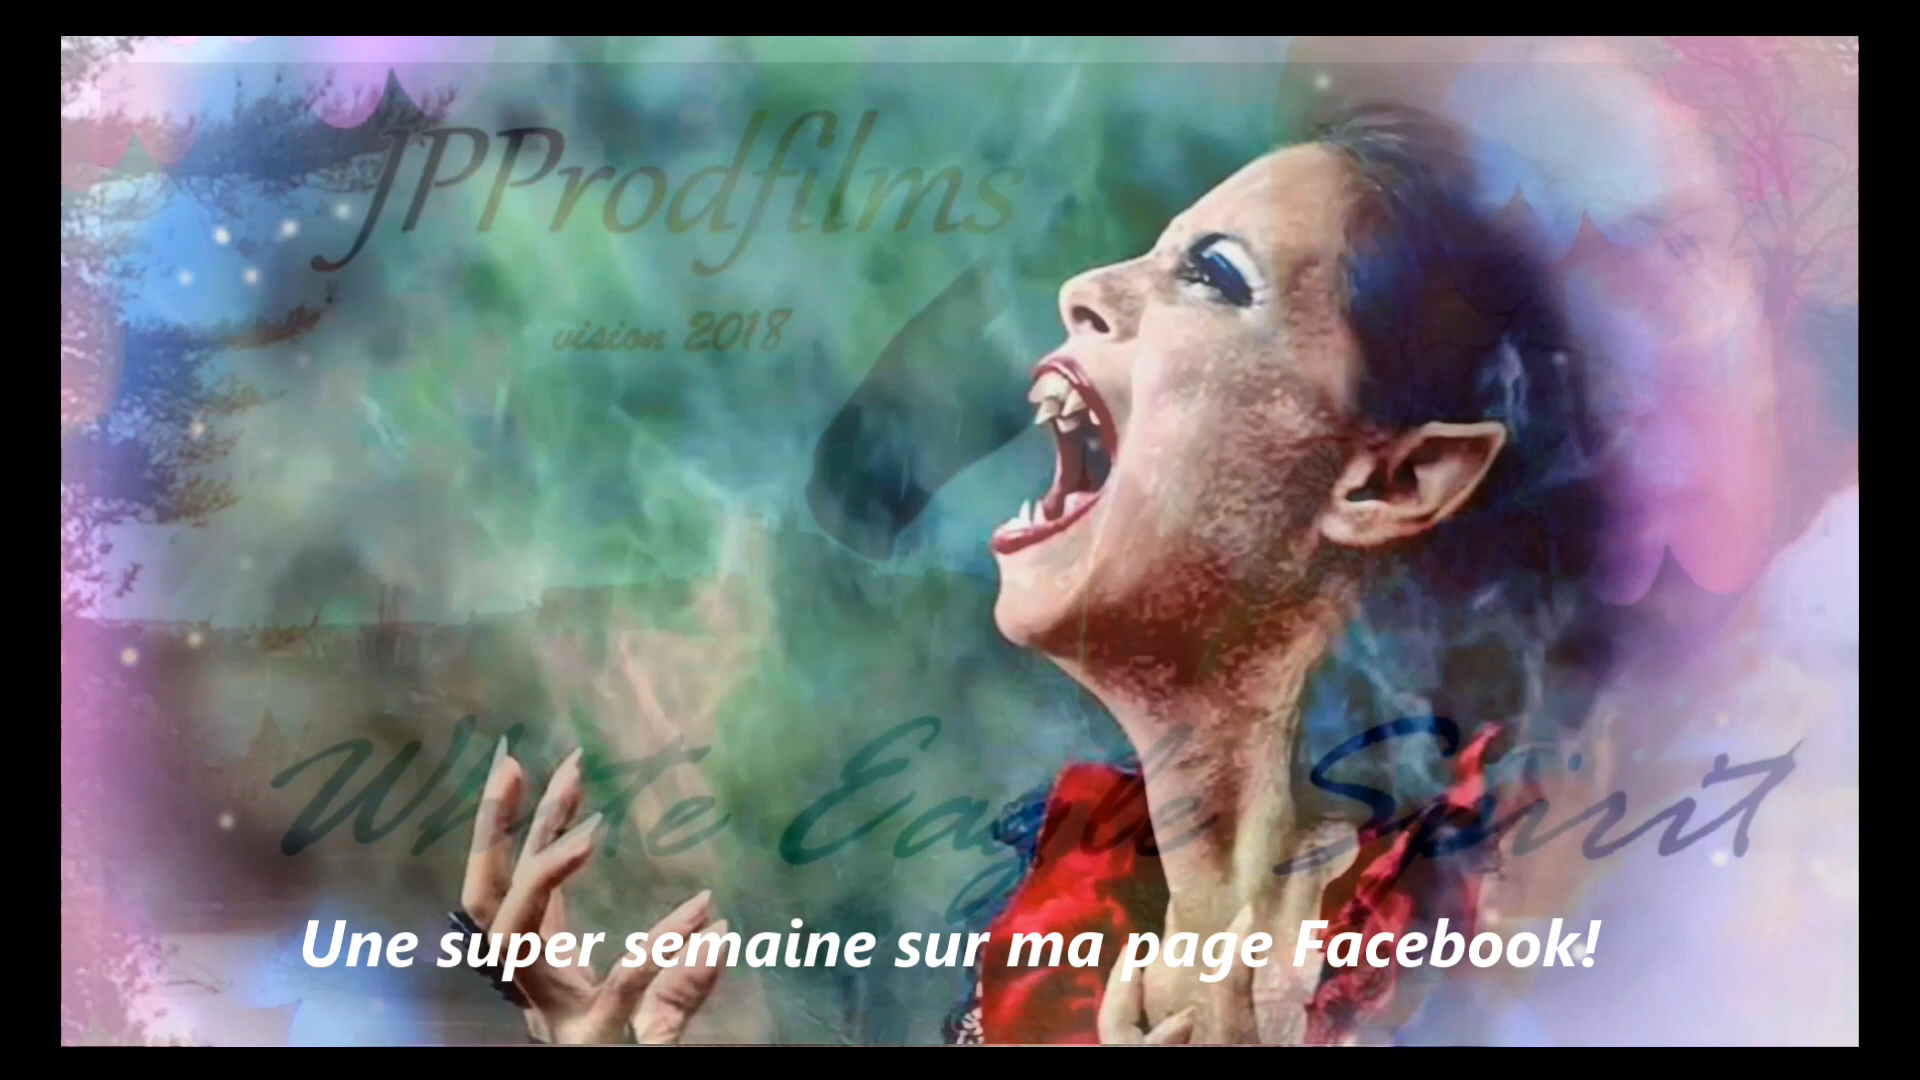 JPProdfilms
vision 2018
White Eagle Spirit
Une super semaine sur ma page Facebook!